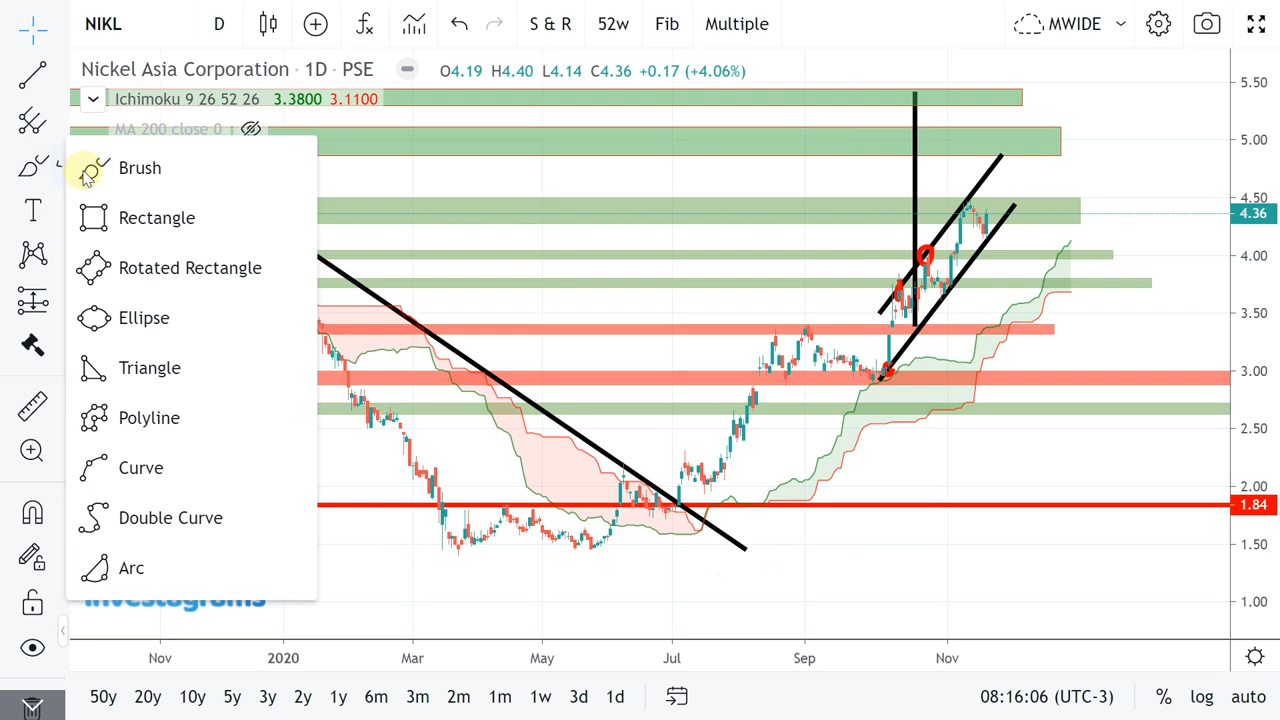 NIKL D S & R 52w Fib Multiple MWIDE
Nickel Asia Corporation · 1D · PSE O4.19 H4.40 L4.14 C4.36 +0.17 (+4.06%)
Ichimoku 9 26 52 26 3.3800 3.1100
MA 200 close 0
Brush
Rectangle
Rotated Rectangle
Ellipse
Triangle
Polyline
Curve
Double Curve
Arc
investagrams
5.50
5.00
4.50
4.36
4.00
3.50
3.00
2.50
2.00
1.84
1.50
1.00
Nov 2020 Mar May Jul Sep Nov
50y 20y 10y 5y 3y 2y 1y 6m 3m 2m 1m 1w 3d 1d 08:16:06 (UTC-3) % log auto